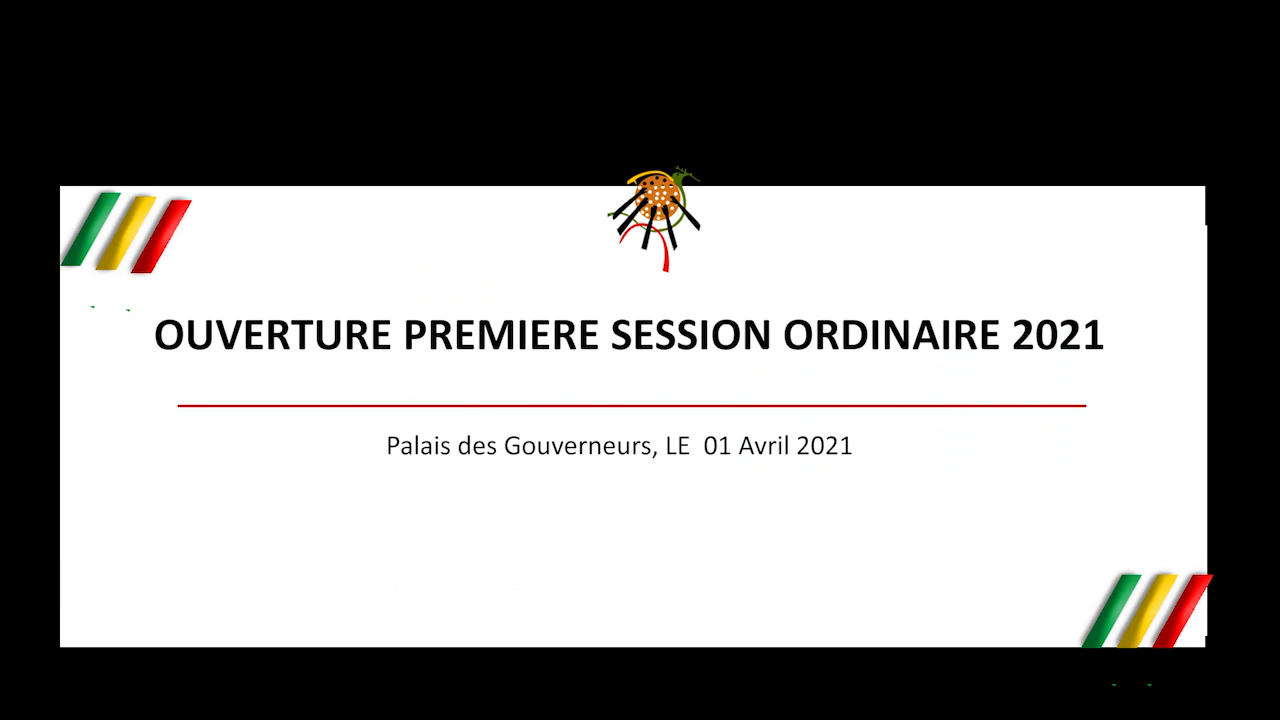 OUVERTURE PREMIERE SESSION ORDINAIRE 2021
Palais des Gouverneurs, LE 01 Avril 2021